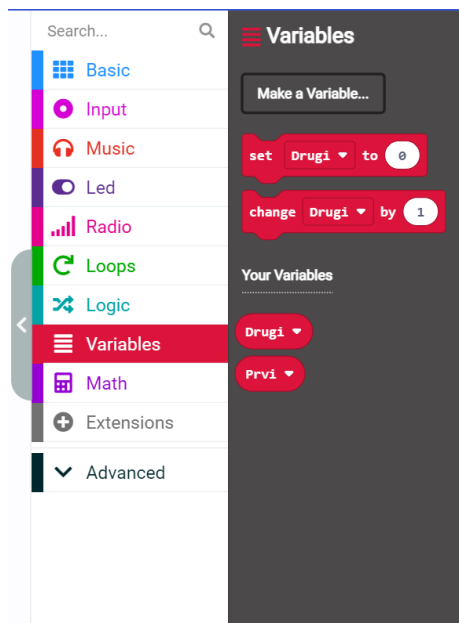 Search...
Basic
Input
Music
Led
Radio
Loops
Logic
Variables
Math
Extensions
Advanced
Variables
Make a Variable...
set Drugi to 0
change Drugi by 1
Your Variables
Drugi
Prvi